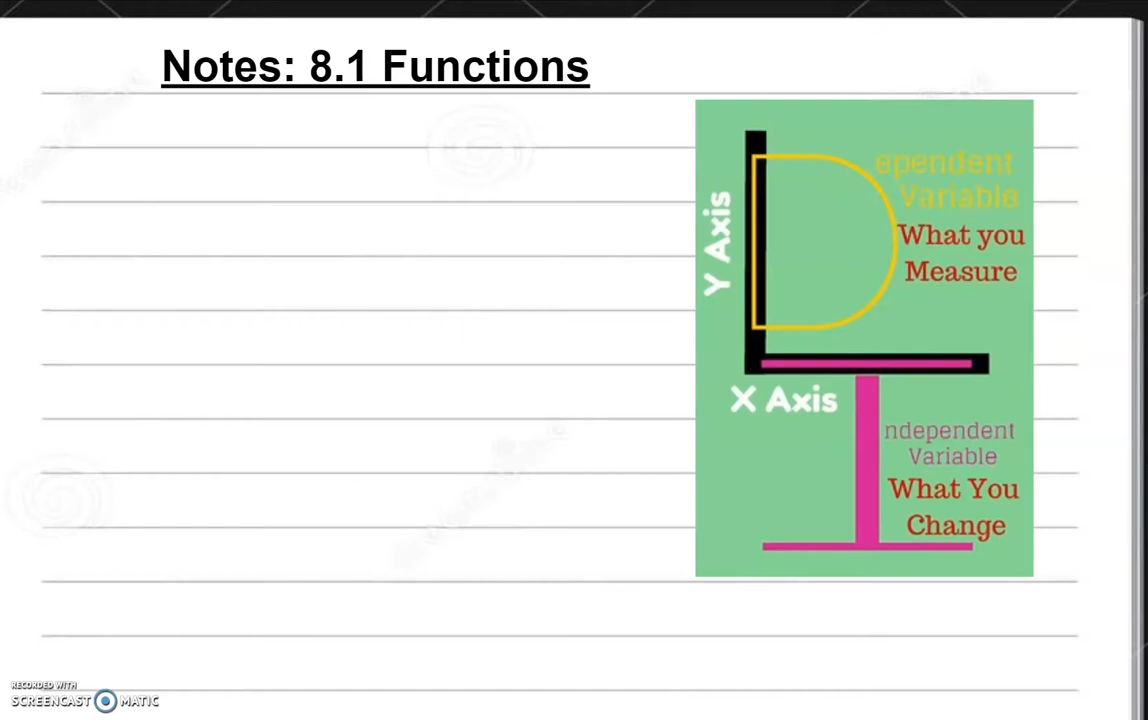 Notes: 8.1 Functions
ependent
Variable
What you
Measure
Y Axis
X Axis
ndependent
Variable
What You
Change
RECORDED WITH
SCREENCAST MATIC